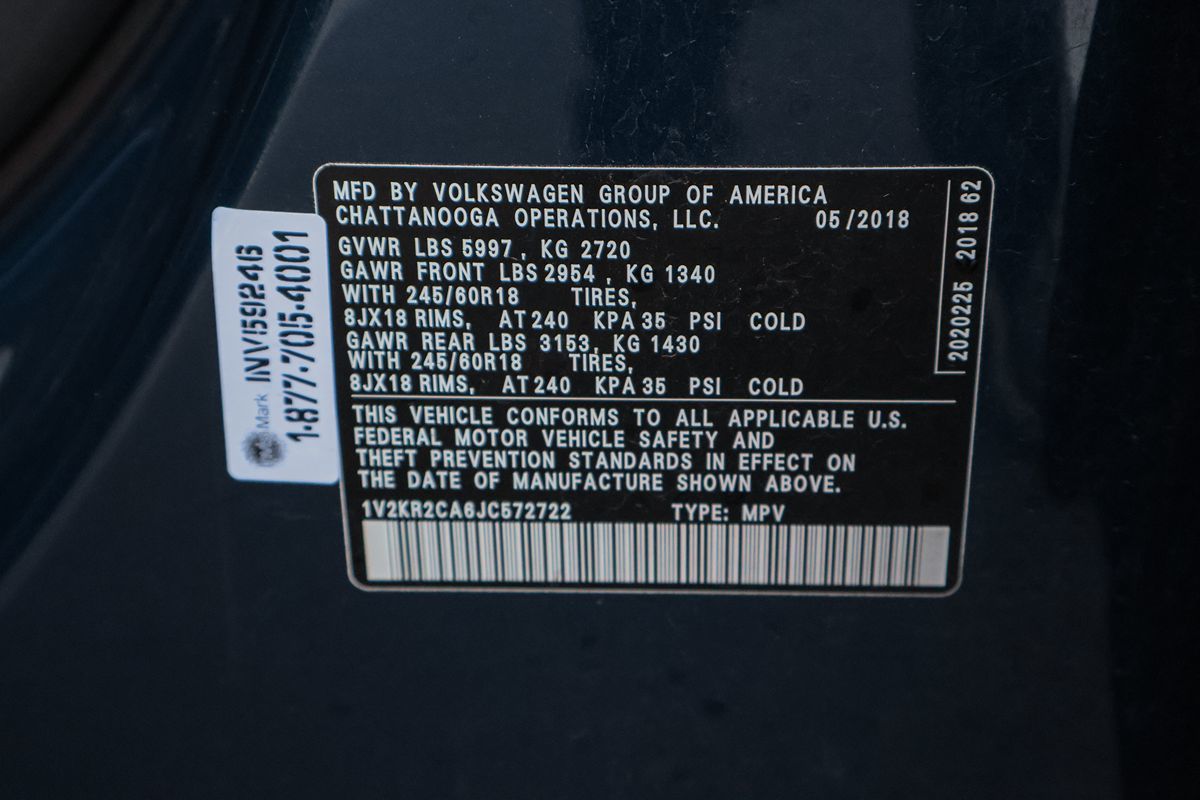 MFD BY VOLKSWAGEN GROUP OF AMERICA
CHATTANOOGA OPERATIONS, LLC. 05/2018
GVWR LBS 5997, KG 2720
GAWR FRONT LBS 2954, KG 1340
WITH 245/60R18 TIRES,
8JX18 RIMS, AT 240 KPA 35 PSI COLD
GAWR REAR LBS 3153, KG 1430
WITH 245/60R18 TIRES,
8JX18 RIMS, AT 240 KPA 35 PSI COLD
THIS VEHICLE CONFORMS TO ALL APPLICABLE U.S.
FEDERAL MOTOR VEHICLE SAFETY AND
THEFT PREVENTION STANDARDS IN EFFECT ON
THE DATE OF MANUFACTURE SHOWN ABOVE.
1V2KR2CA6JC572722 TYPE: MPV
2020225 2018 62
Mark INV159246
1-877-705-4001